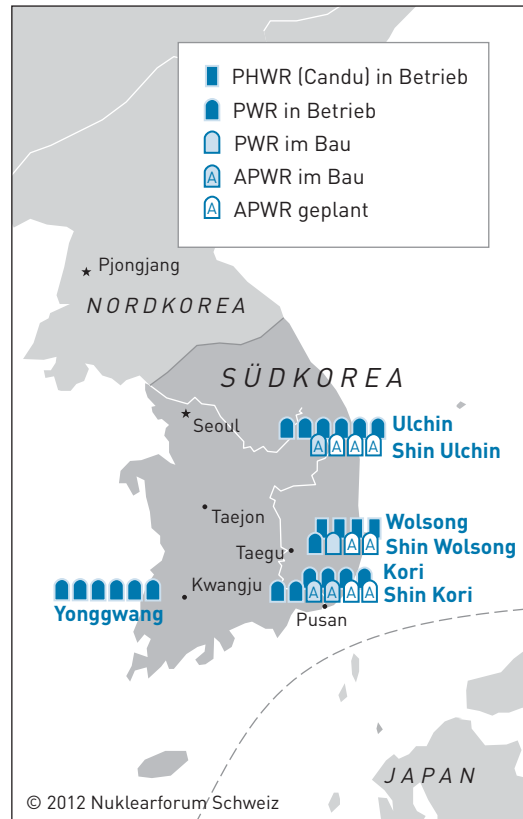 PHWR (Candu) in Betrieb
PWR in Betrieb
PWR im Bau
A APWR im Bau
A APWR geplant
Pjongjang
NORDKOREA
SÜDKOREA
Seoul
Ulchin
A A A A Shin Ulchin
Taejon
Wolsong
Taegu
A A Shin Wolsong
Kori
Kwangju
A A A A Shin Kori
Yonggwang
Pusan
JAPAN
© 2012 Nuklearforum Schweiz